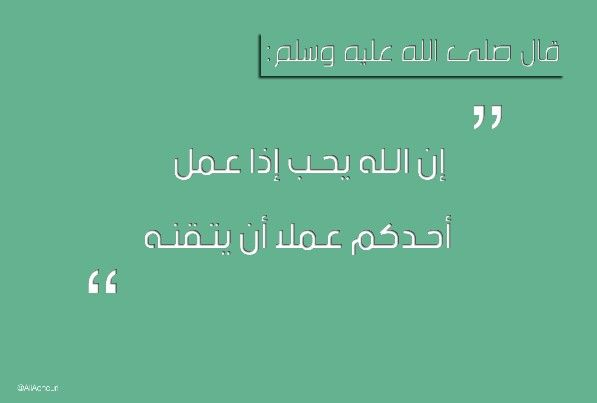 قال صلى الله عليه وسلم:
"
إن الله يحب إذا عمل
أحدكم عملا أن يتقنه
"